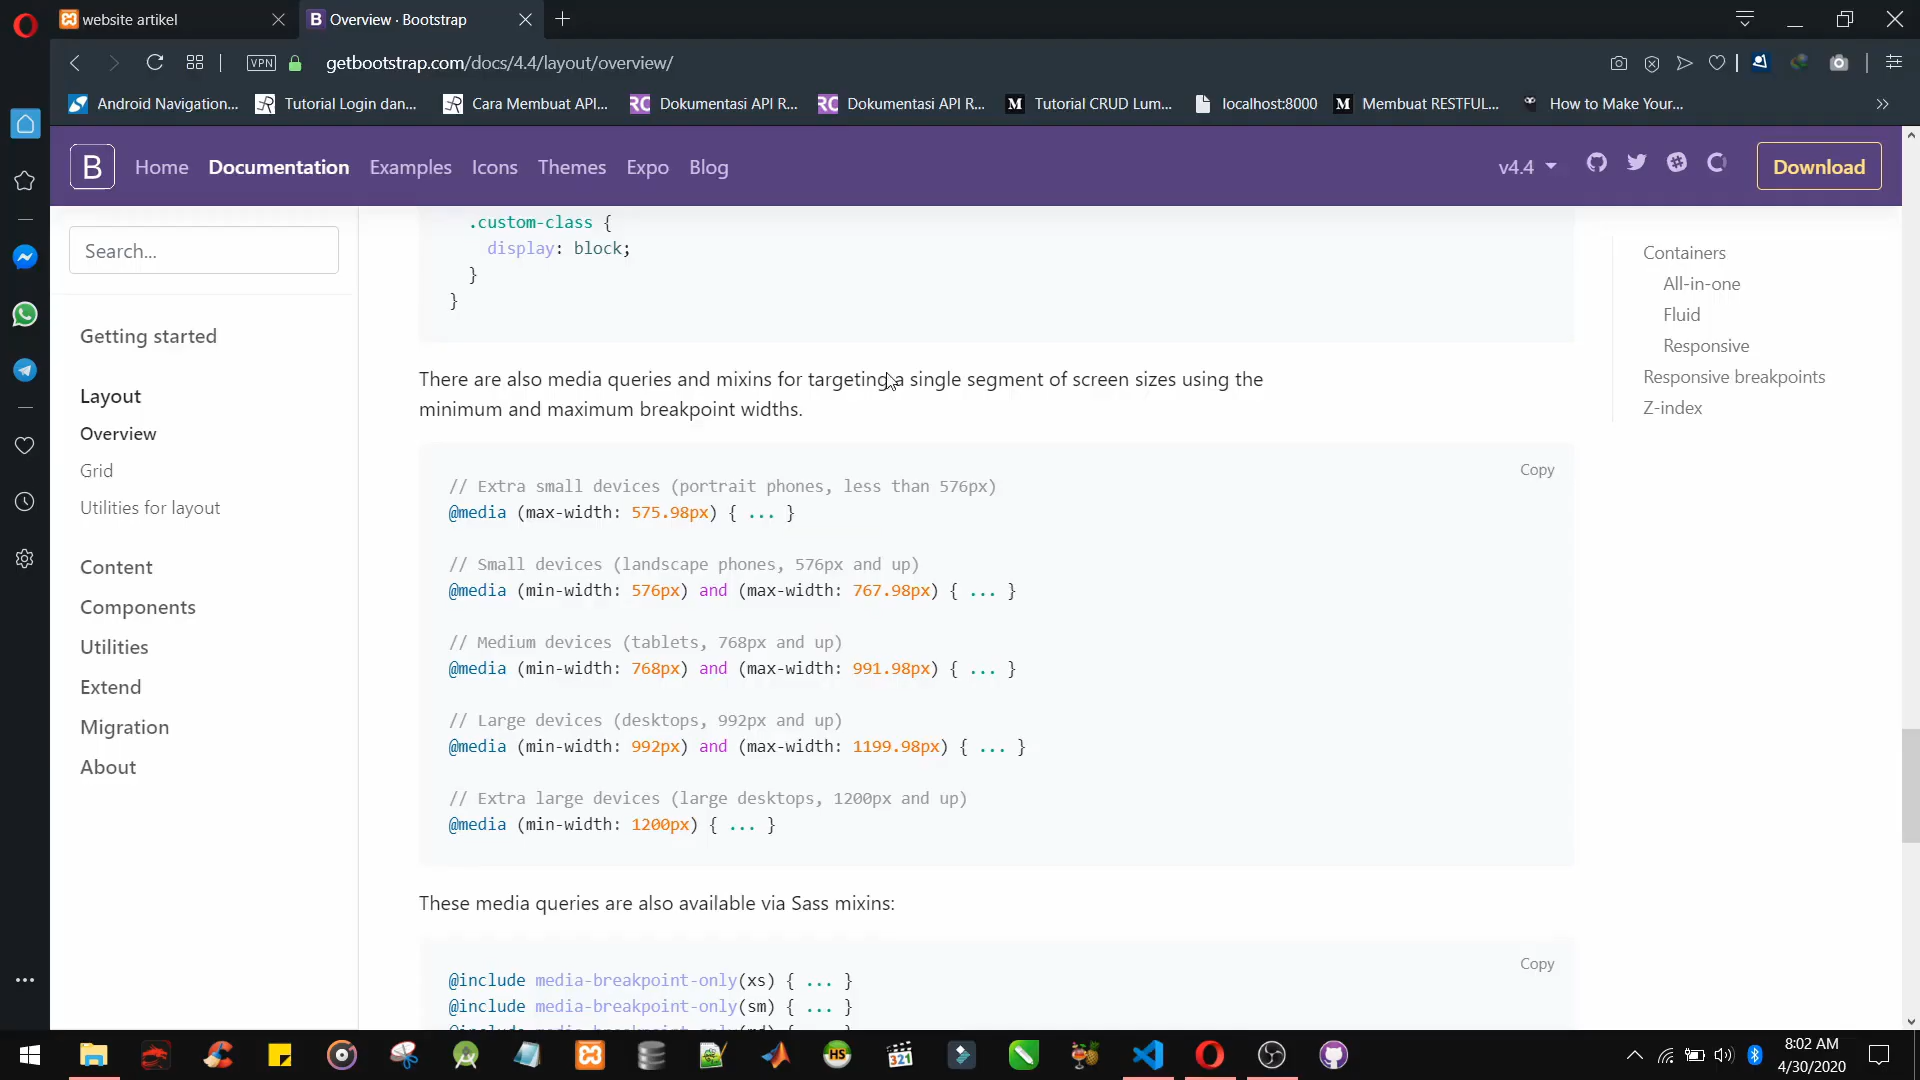 website artikel
B Overview · Bootstrap
VPN
getbootstrap.com/docs/4.4/layout/overview/
Android Navigation...
Tutorial Login dan...
Cara Membuat API...
RC Dokumentasi API R...
RC Dokumentasi API R...
M Tutorial CRUD Lum...
localhost:8000
M Membuat RESTFUL...
How to Make Your...
B
Home
Documentation
Examples
Icons
Themes
Expo
Blog
v4.4
Download
Search...
Getting started
Layout
Overview
Grid
Utilities for layout
Content
Components
Utilities
Extend
Migration
About
.custom-class {
display: block;
}
}
There are also media queries and mixins for targeting a single segment of screen sizes using the
minimum and maximum breakpoint widths.
Copy
// Extra small devices (portrait phones, less than 576px)
@media (max-width: 575.98px) { ... }
// Small devices (landscape phones, 576px and up)
@media (min-width: 576px) and (max-width: 767.98px) { ... }
// Medium devices (tablets, 768px and up)
@media (min-width: 768px) and (max-width: 991.98px) { ... }
// Large devices (desktops, 992px and up)
@media (min-width: 992px) and (max-width: 1199.98px) { ... }
// Extra large devices (large desktops, 1200px and up)
@media (min-width: 1200px) { ... }
These media queries are also available via Sass mixins:
Copy
@include media-breakpoint-only(xs) { ... }
@include media-breakpoint-only(sm) { ... }
Containers
All-in-one
Fluid
Responsive
Responsive breakpoints
Z-index
HS
321
8:02 AM
4/30/2020